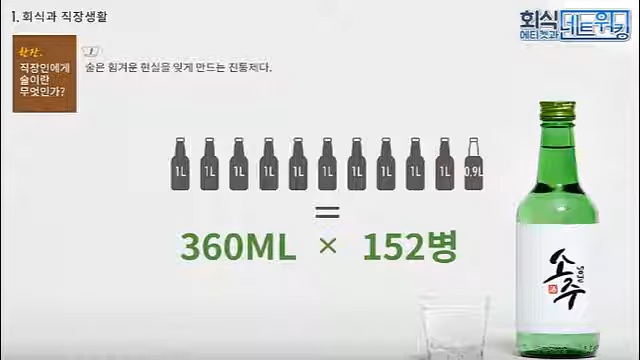 1. 회식과 직장생활
회식
에티켓과
네트워킹
한잔.
직장인에게
술이란
무엇인가?
1
술은 힘겨운 현실을 잊게 만드는 진통제다.
1L 1L 1L 1L 1L 1L 1L 1L 1L 1L 0.9L
=
360ML × 152병
소주
SOJU